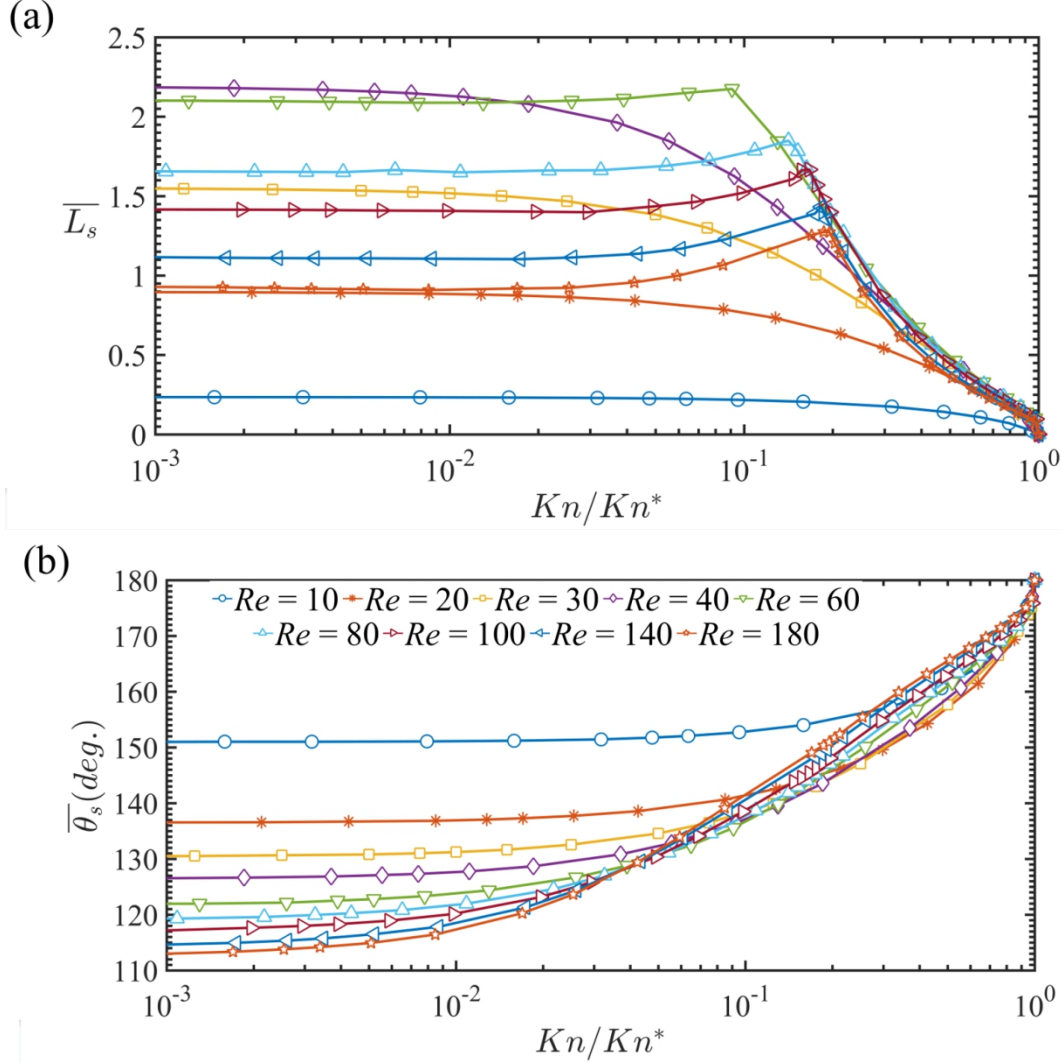 (a)
2.5
2
1.5
1
0.5
0
$\overline{L_s}$
10^{-3} 10^{-2} 10^{-1} 10^{0}
Kn/Kn^*
(b)
180
170
160
150
140
130
120
110
$\overline{\theta_s}(deg.)$
Re = 10 Re = 20 Re = 30 Re = 40 Re = 60
Re = 80 Re = 100 Re = 140 Re = 180
10^{-3} 10^{-2} 10^{-1} 10^{0}
Kn/Kn^*